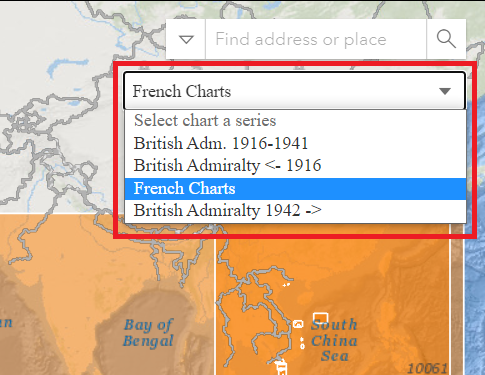 Find address or place
French Charts
Select chart a series
British Adm. 1916-1941
British Admiralty <- 1916
French Charts
British Admiralty 1942 ->
Bay of
Bengal
South
China
Sea
10061